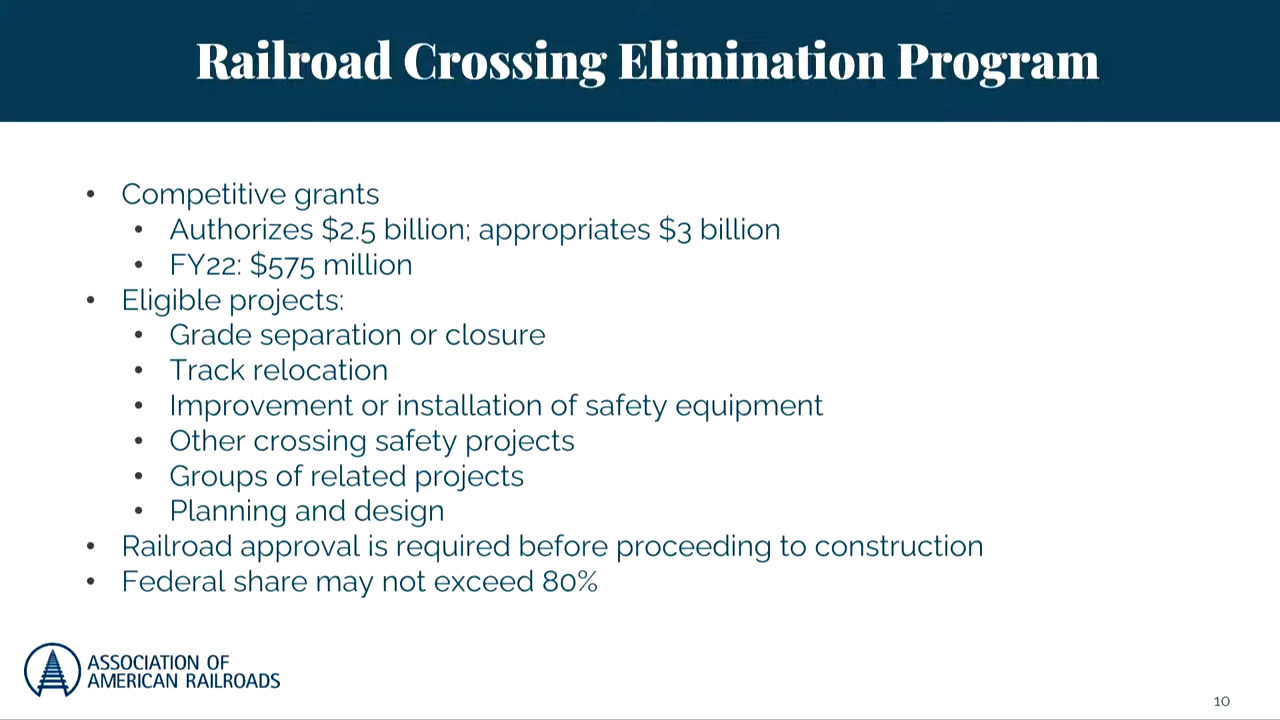 Railroad Crossing Elimination Program
• Competitive grants
• Authorizes $2.5 billion; appropriates $3 billion
• FY22: $575 million
• Eligible projects:
• Grade separation or closure
• Track relocation
• Improvement or installation of safety equipment
• Other crossing safety projects
• Groups of related projects
• Planning and design
• Railroad approval is required before proceeding to construction
• Federal share may not exceed 80%
ASSOCIATION OF
AMERICAN RAILROADS
10